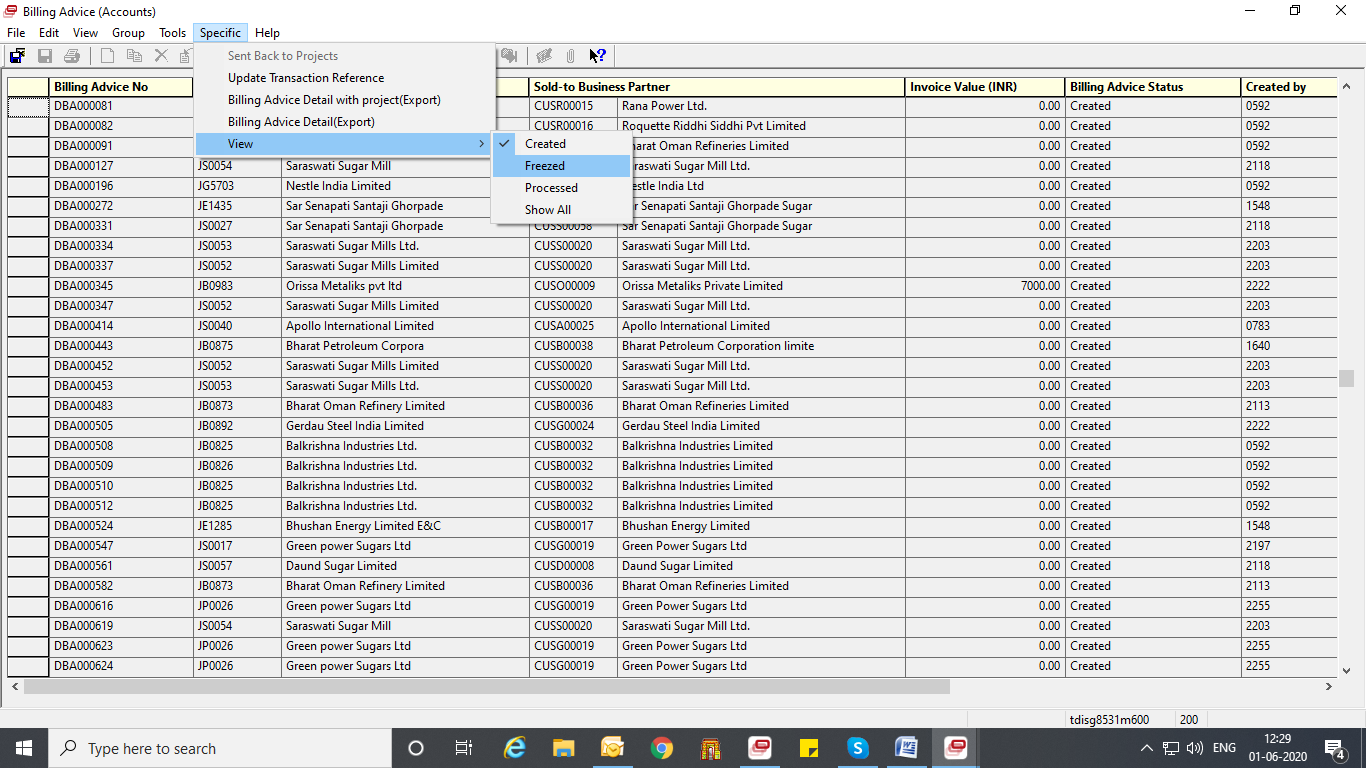 Billing Advice (Accounts)
File Edit View Group Tools Specific Help
Sent Back to Projects
Update Transaction Reference
Billing Advice Detail with project(Export)
Billing Advice Detail(Export)
View
Created
Freezed
Processed
Show All
Billing Advice No Sold-to Business Partner Invoice Value (INR) Billing Advice Status Created by
DBA000081 CUSR00015 Rana Power Ltd. 0.00 Created 0592
DBA000082 CUSR00016 Roquette Riddhi Siddhi Pvt Limited 0.00 Created 0592
DBA000091 Oman Refineries Limited 0.00 Created 0592
DBA000127 JS0054 Saraswati Sugar Mill Saraswati Sugar Mill Ltd. 0.00 Created 2118
DBA000196 JG5703 Nestle India Limited Nestle India Ltd 0.00 Created 0592
DBA000272 JE1435 Sar Senapati Santaji Ghorpade Sar Senapati Santaji Ghorpade Sugar 0.00 Created 1548
DBA000331 JS0027 Sar Senapati Santaji Ghorpade CUSS00058 Sar Senapati Santaji Ghorpade Sugar 0.00 Created 2118
DBA000334 JS0053 Saraswati Sugar Mills Ltd. CUSS00020 Saraswati Sugar Mill Ltd. 0.00 Created 2203
DBA000337 JS0052 Saraswati Sugar Mills Limited CUSS00020 Saraswati Sugar Mill Ltd. 0.00 Created 2203
DBA000345 JB0983 Orissa Metaliks pvt ltd CUSO00009 Orissa Metaliks Private Limited 7000.00 Created 2222
DBA000347 JS0052 Saraswati Sugar Mills Limited CUSS00020 Saraswati Sugar Mill Ltd. 0.00 Created 2203
DBA000414 JS0040 Apollo International Limited CUSA00025 Apollo International Limited 0.00 Created 0783
DBA000443 JB0875 Bharat Petroleum Corpora CUSB00038 Bharat Petroleum Corporation limite 0.00 Created 1640
DBA000452 JS0052 Saraswati Sugar Mills Limited CUSS00020 Saraswati Sugar Mill Ltd. 0.00 Created 2203
DBA000453 JS0053 Saraswati Sugar Mills Ltd. CUSS00020 Saraswati Sugar Mill Ltd. 0.00 Created 2203
DBA000483 JB0873 Bharat Oman Refinery Limited CUSB00036 Bharat Oman Refineries Limited 0.00 Created 2113
DBA000505 JB0892 Gerdau Steel India Limited CUSG00024 Gerdau Steel India Limited 0.00 Created 2222
DBA000508 JB0825 Balkrishna Industries Ltd. CUSB00032 Balkrishna Industries Limited 0.00 Created 0592
DBA000509 JB0826 Balkrishna Industries Ltd. CUSB00032 Balkrishna Industries Limited 0.00 Created 0592
DBA000510 JB0825 Balkrishna Industries Ltd. CUSB00032 Balkrishna Industries Limited 0.00 Created 0592
DBA000512 JB0825 Balkrishna Industries Ltd. CUSB00032 Balkrishna Industries Limited 0.00 Created 0592
DBA000524 JE1285 Bhushan Energy Limited E&C CUSB00017 Bhushan Energy Limited 0.00 Created 1548
DBA000547 JS0017 Green power Sugars Ltd CUSG00019 Green Power Sugars Ltd 0.00 Created 2197
DBA000561 JS0057 Daund Sugar Limited CUSD00008 Daund Sugar Limited 0.00 Created 2118
DBA000582 JB0873 Bharat Oman Refinery Limited CUSB00036 Bharat Oman Refineries Limited 0.00 Created 2113
DBA000616 JP0026 Green power Sugars Ltd CUSG00019 Green Power Sugars Ltd 0.00 Created 2255
DBA000619 JS0054 Saraswati Sugar Mill CUSS00020 Saraswati Sugar Mill Ltd. 0.00 Created 2203
DBA000623 JP0026 Green power Sugars Ltd CUSG00019 Green Power Sugars Ltd 0.00 Created 2255
DBA000624 JP0026 Green power Sugars Ltd CUSG00019 Green Power Sugars Ltd 0.00 Created 2255
tdisg8531m600 200
Type here to search
ENG
12:29
01-06-2020
4